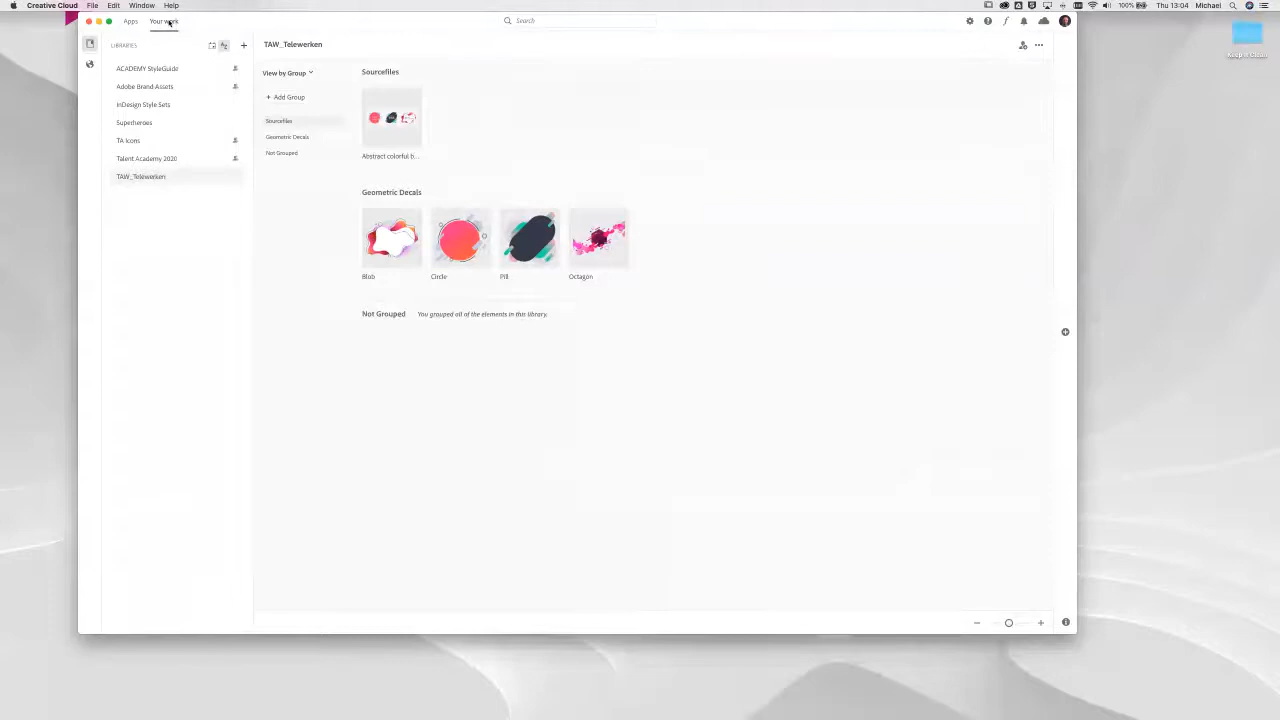 Creative Cloud File Edit Window Help
100% Thu 13:04 Michael
Apps Your work
Search
LIBRARIES
TAW_Telewerken
ACADEMY StyleGuide
Adobe Brand Assets
InDesign Style Sets
Superheroes
TA Icons
Talent Academy 2020
TAW_Telewerken
View by Group
+ Add Group
Sourcefiles
Geometric Decals
Not Grouped
Sourcefiles
Abstract colorful b...
Geometric Decals
Blob Circle Pill Octagon
Not Grouped You grouped all of the elements in this library.